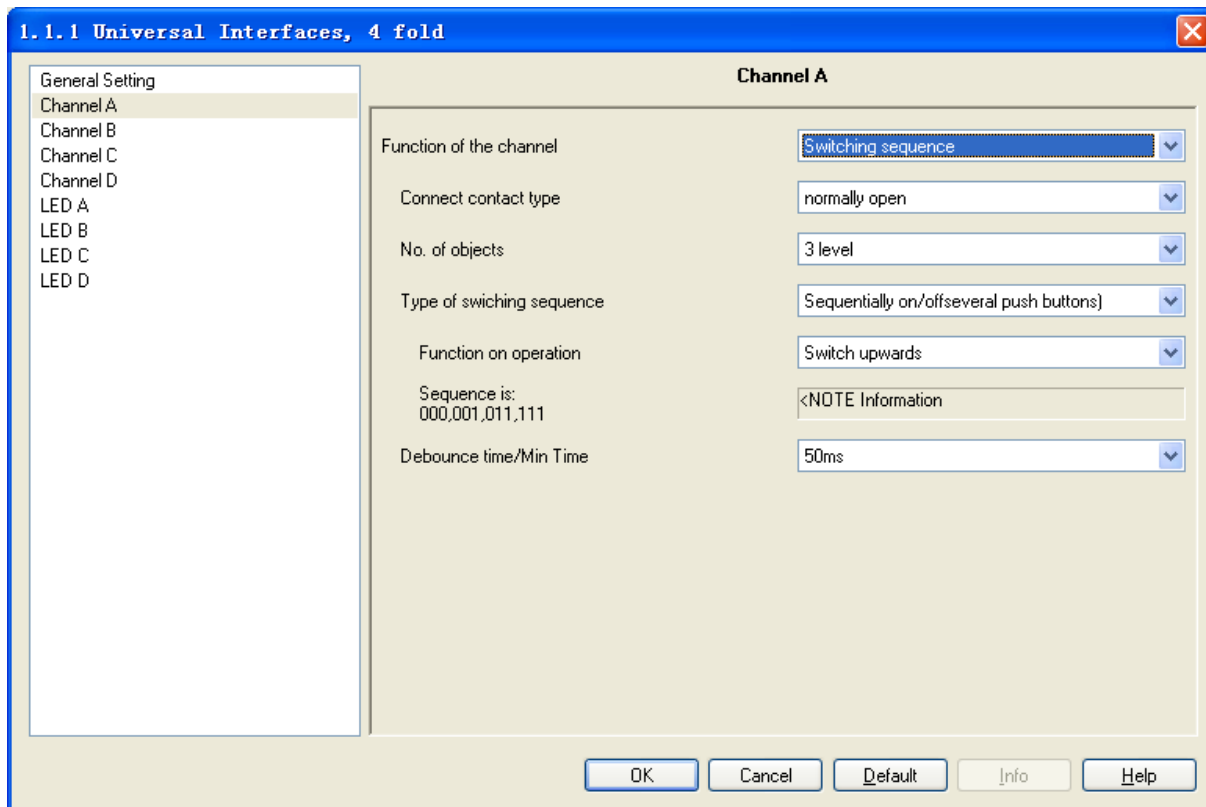 1.1.1 Universal Interfaces, 4 fold
General Setting
Channel A
Channel B
Channel C
Channel D
LED A
LED B
LED C
LED D
Channel A
Function of the channel
Switching sequence
Connect contact type
normally open
No. of objects
3 level
Type of swiching sequence
Sequentially on/offseveral push buttons)
Function on operation
Switch upwards
Sequence is:
000,001,011,111
<NOTE Information
Debounce time/Min Time
50ms
OK
Cancel
Default
Info
Help